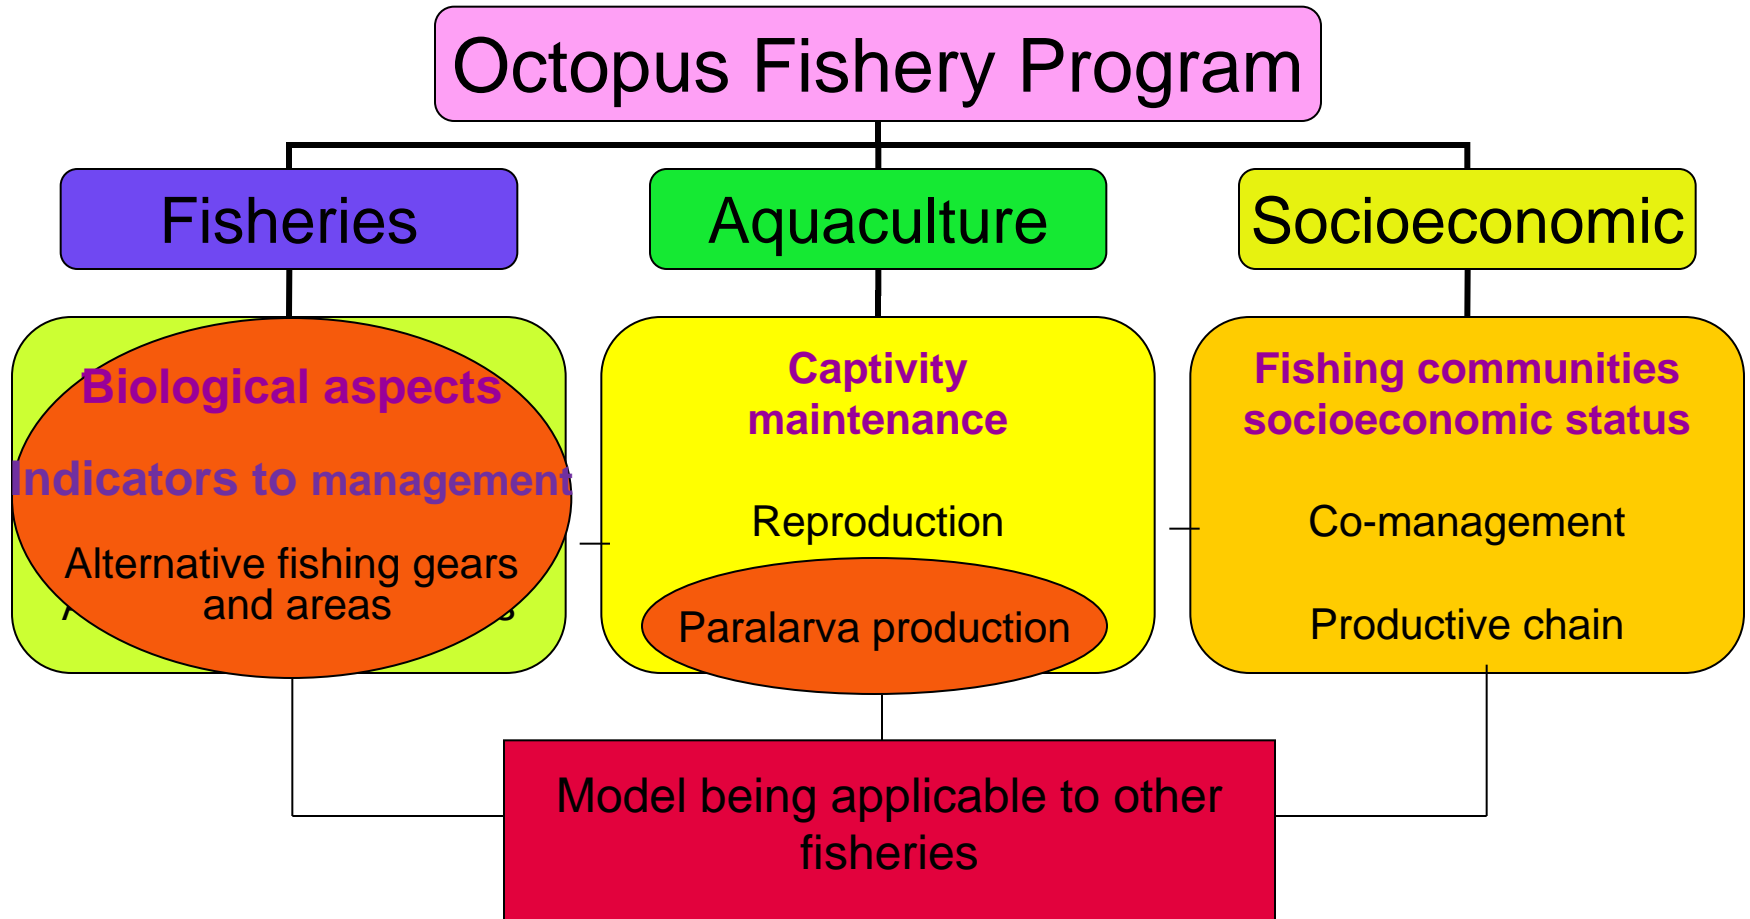 Octopus Fishery Program
Fisheries
Aquaculture
Socioeconomic
Biological aspects
Indicators to management
Alternative fishing gears
and areas
Captivity
maintenance
Reproduction
Paralarva production
Fishing communities
socioeconomic status
Co-management
Productive chain
Model being applicable to other
fisheries